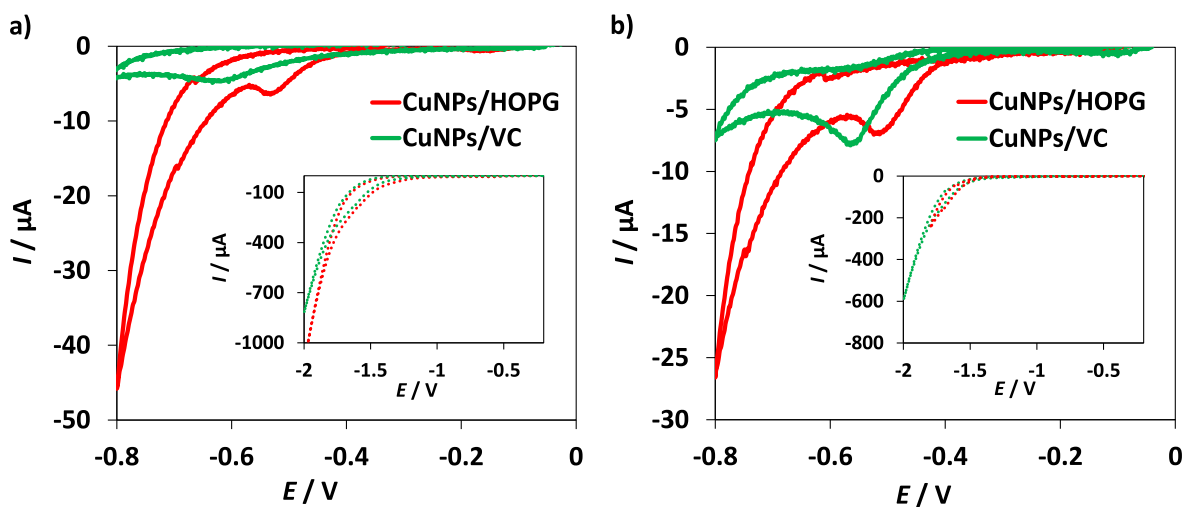 a)
0
-10
-20
-30
-40
-50
I / µA
CuNPs/HOPG
CuNPs/VC
-100
-400
-700
-1000
I / µA
-2
-1.5
-1
-0.5
E / V
-0.8
-0.6
-0.4
-0.2
0
E / V
b)
0
-5
-10
-15
-20
-25
-30
I / µA
CuNPs/HOPG
CuNPs/VC
0
-200
-400
-600
-800
I / µA
-2
-1.5
-1
-0.5
E / V
-0.8
-0.6
-0.4
-0.2
0
E / V